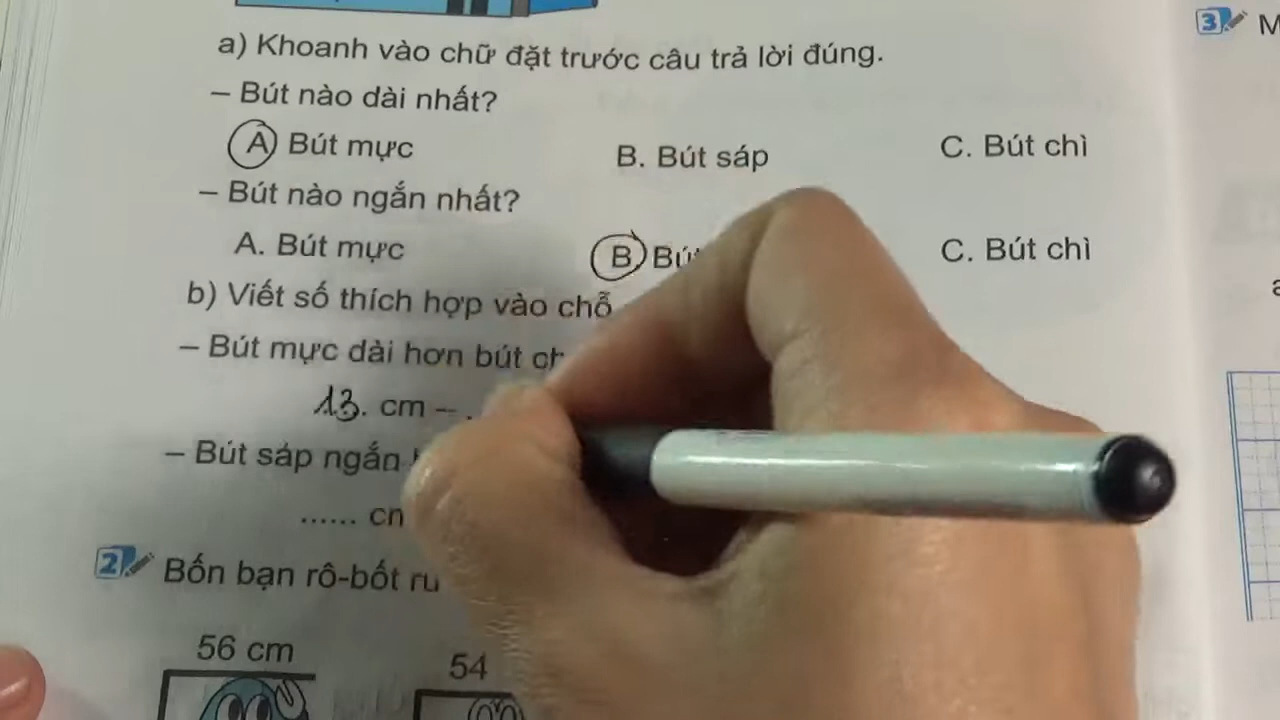 a) Khoanh vào chữ đặt trước câu trả lời đúng.
– Bút nào dài nhất?
A Bút mực B. Bút sáp C. Bút chì
– Bút nào ngắn nhất?
A. Bút mực B C. Bút chì
b) Viết số thích hợp vào chỗ
– Bút mực dài hơn bút
13. cm –
– Bút sáp ngắn
...... 
2 Bốn bạn rô-bốt
56 cm 54
3